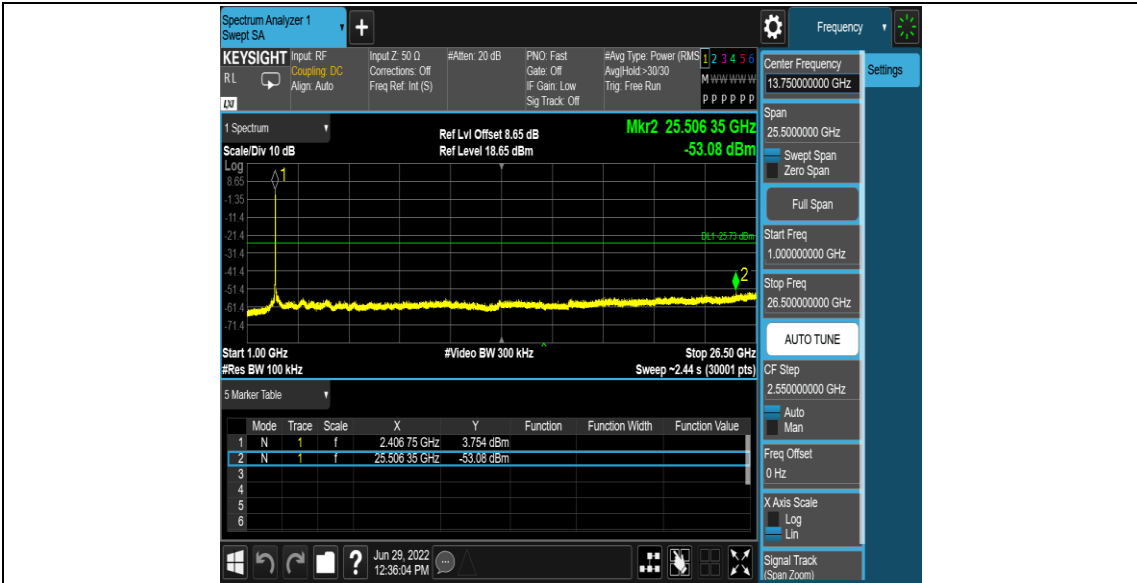 Spectrum Analyzer 1
Swept SA
+
Frequency
KEYSIGHT
R L
LXI
Input: RF
Coupling: DC
Align: Auto
Input Z: 50 Ω
Corrections: Off
Freq Ref: Int (S)
#Atten: 20 dB
PNO: Fast
Gate: Off
IF Gain: Low
Sig Track: Off
#Avg Type: Power (RMS
Avg|Hold:>30/30
Trig: Free Run
1 2 3 4 5 6
M W W W W W
P P P P P P
1 Spectrum
Scale/Div 10 dB
Ref Lvl Offset 8.65 dB
Ref Level 18.65 dBm
Mkr2 25.506 35 GHz
-53.08 dBm
Log
8.65
-1.35
-11.4
-21.4
-31.4
-41.4
-51.4
-61.4
-71.4
1
DL1 -25.73 dBm
2
Start 1.00 GHz
#Res BW 100 kHz
#Video BW 300 kHz
Stop 26.50 GHz
Sweep ~2.44 s (30001 pts)
5 Marker Table
Mode Trace Scale X Y Function Function Width Function Value
1 N 1 f 2.406 75 GHz 3.754 dBm
2 N 1 f 25.506 35 GHz -53.08 dBm
3
4
5
6
?
Jun 29, 2022
12:36:04 PM
Center Frequency
13.750000000 GHz
Settings
Span
25.5000000 GHz
Swept Span
Zero Span
Full Span
Start Freq
1.000000000 GHz
Stop Freq
26.500000000 GHz
AUTO TUNE
CF Step
2.550000000 GHz
Auto
Man
Freq Offset
0 Hz
X Axis Scale
Log
Lin
Signal Track
(Span Zoom)